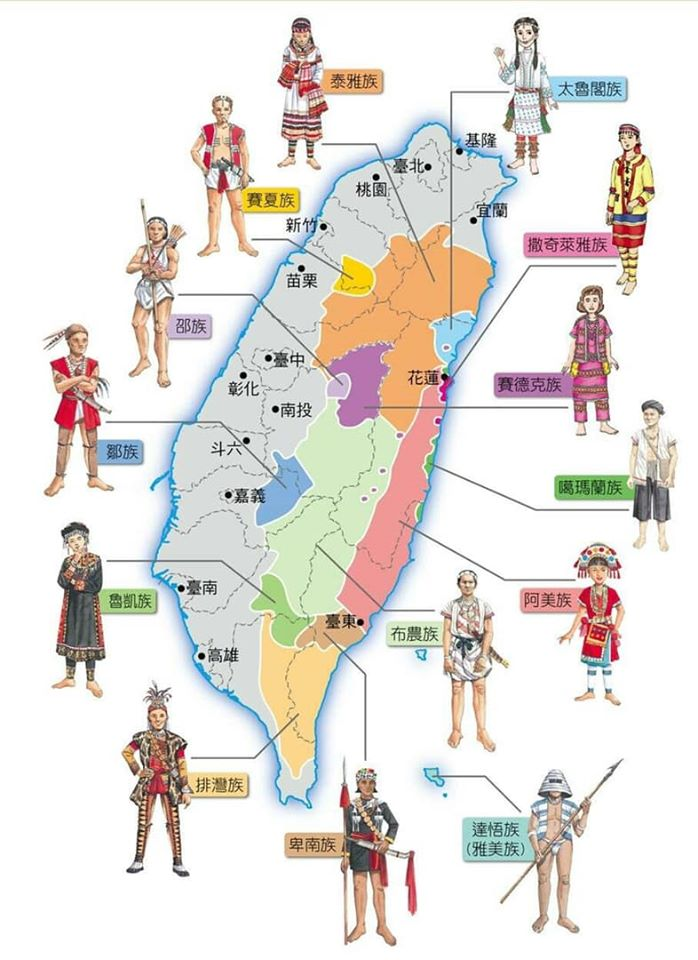 泰雅族
太魯閣族
基隆
臺北
桃園
賽夏族
宜蘭
新竹
撒奇萊雅族
苗栗
邵族
臺中
花蓮
彰化
賽德克族
南投
斗六
鄒族
噶瑪蘭族
嘉義
臺南
魯凱族
阿美族
臺東
布農族
高雄
排灣族
卑南族
達悟族
(雅美族)